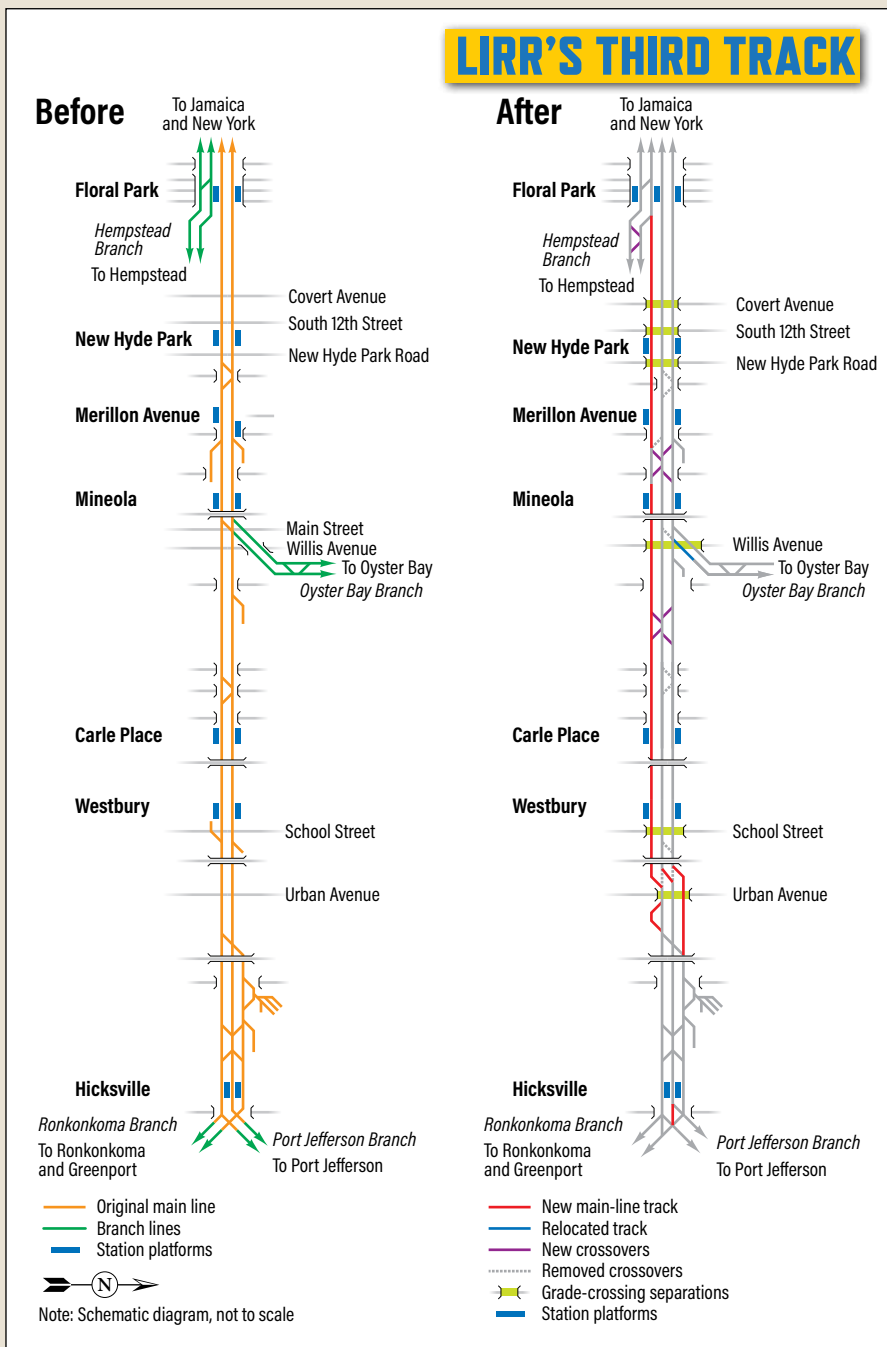 LIRR'S THIRD TRACK
Before
To Jamaica
and New York
Floral Park
Hempstead
Branch
To Hempstead
Covert Avenue
South 12th Street
New Hyde Park
New Hyde Park Road
Merillon Avenue
Mineola
Main Street
Willis Avenue
To Oyster Bay
Oyster Bay Branch
Carle Place
Westbury
School Street
Urban Avenue
Hicksville
Ronkonkoma Branch
To Ronkonkoma
and Greenport
Port Jefferson Branch
To Port Jefferson
Original main line
Branch lines
Station platforms
N
Note: Schematic diagram, not to scale
After
To Jamaica
and New York
Floral Park
Hempstead
Branch
To Hempstead
Covert Avenue
South 12th Street
New Hyde Park
New Hyde Park Road
Merillon Avenue
Mineola
Willis Avenue
To Oyster Bay
Oyster Bay Branch
Carle Place
Westbury
School Street
Urban Avenue
Hicksville
Ronkonkoma Branch
To Ronkonkoma
and Greenport
Port Jefferson Branch
To Port Jefferson
New main-line track
Relocated track
New crossovers
Removed crossovers
Grade-crossing separations
Station platforms